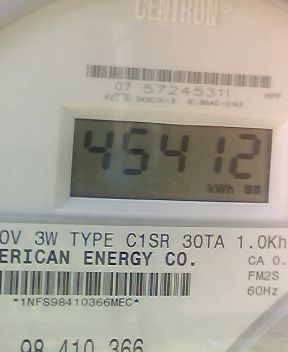 CENTRON®
07 57245311
45412
kWh
0V 3W TYPE C1SR 30TA 1.0Kh
ERICAN ENERGY CO.
CA 0.
FM2S
60Hz
*1NFS98410366MEC*
98 410 366